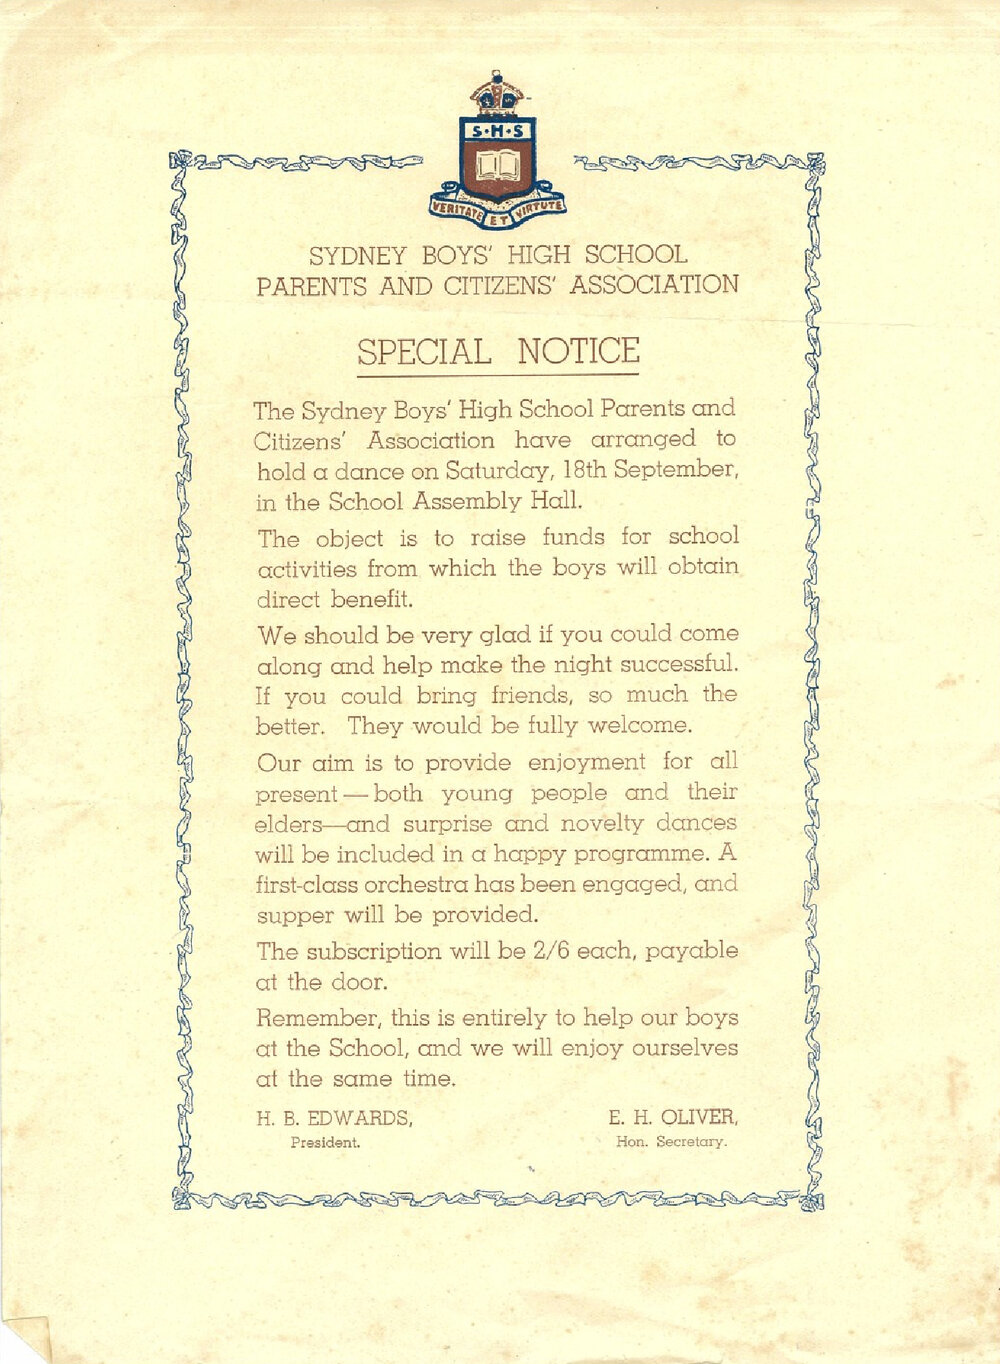 S·H·S
VERITATE ET VIRTUTE
SYDNEY BOYS' HIGH SCHOOL
PARENTS AND CITIZENS' ASSOCIATION
SPECIAL NOTICE
The Sydney Boys' High School Parents and
Citizens' Association have arranged to
hold a dance on Saturday, 18th September,
in the School Assembly Hall.
The object is to raise funds for school
activities from which the boys will obtain
direct benefit.
We should be very glad if you could come
along and help make the night successful.
If you could bring friends, so much the
better. They would be fully welcome.
Our aim is to provide enjoyment for all
present — both young people and their
elders—and surprise and novelty dances
will be included in a happy programme. A
first-class orchestra has been engaged, and
supper will be provided.
The subscription will be 2/6 each, payable
at the door.
Remember, this is entirely to help our boys
at the School, and we will enjoy ourselves
at the same time.
H. B. EDWARDS, E. H. OLIVER,
President. Hon. Secretary.